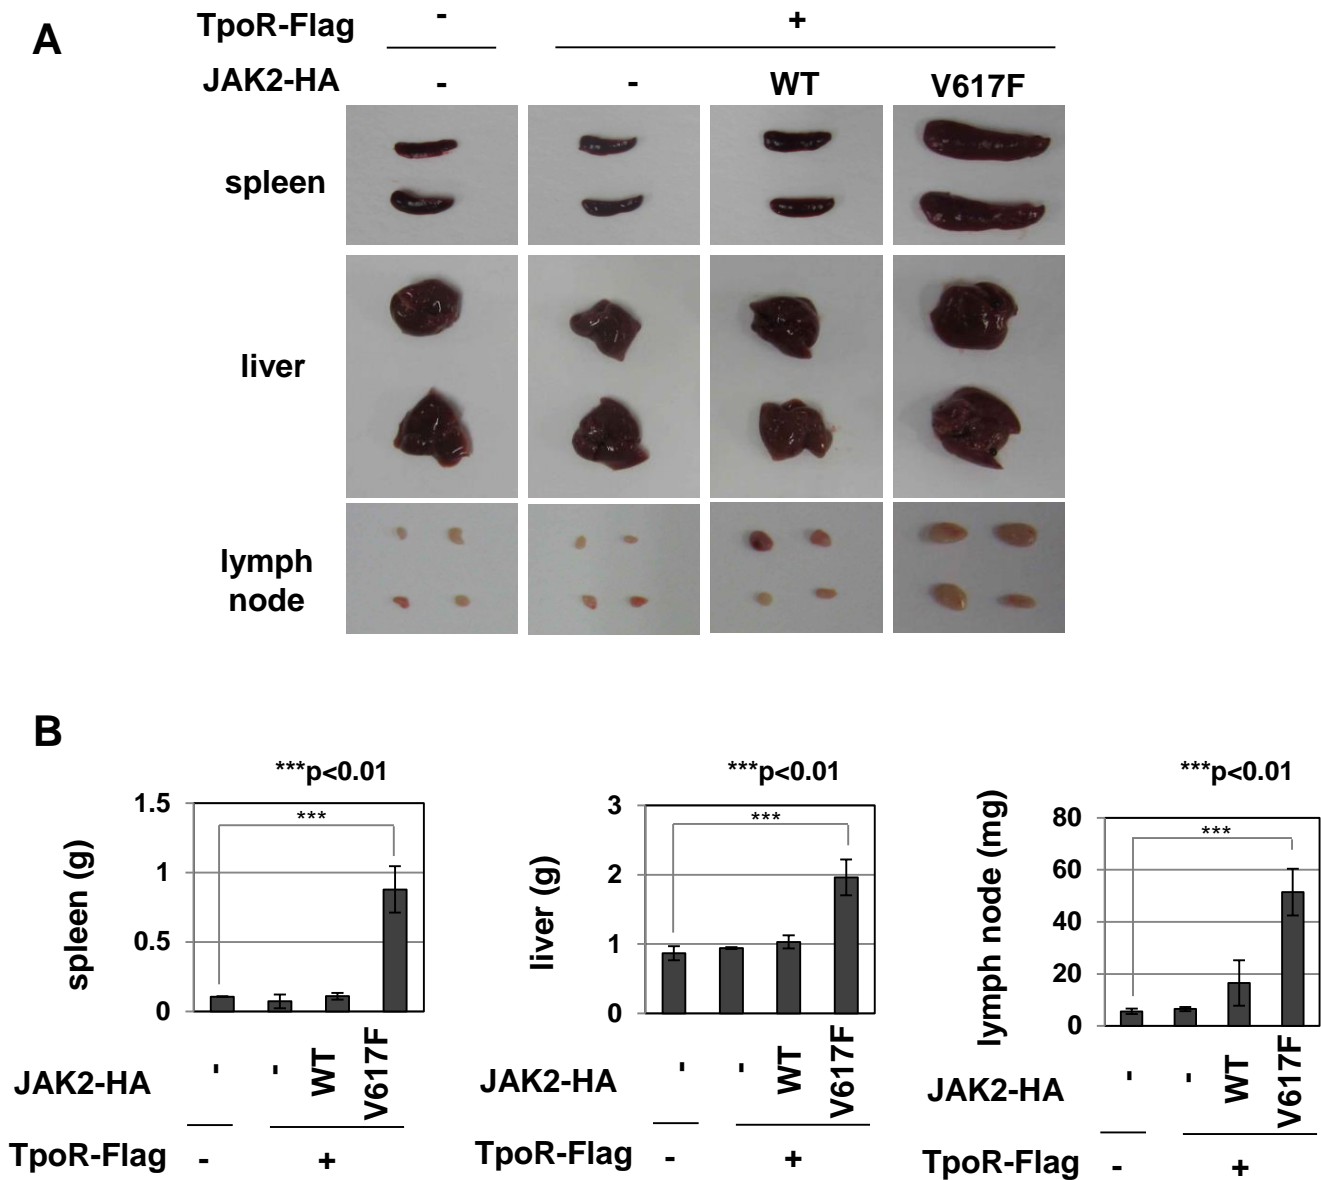 A
TpoR-Flag - +
JAK2-HA - - WT V617F
spleen
liver
lymph
node
B
***p<0.01
***
spleen (g)
1.5
1
0.5
0
JAK2-HA - - WT V617F
TpoR-Flag - +
***p<0.01
***
liver (g)
3
2
1
0
JAK2-HA - - WT V617F
TpoR-Flag - +
***p<0.01
***
lymph node (mg)
80
60
40
20
0
JAK2-HA - - WT V617F
TpoR-Flag - +